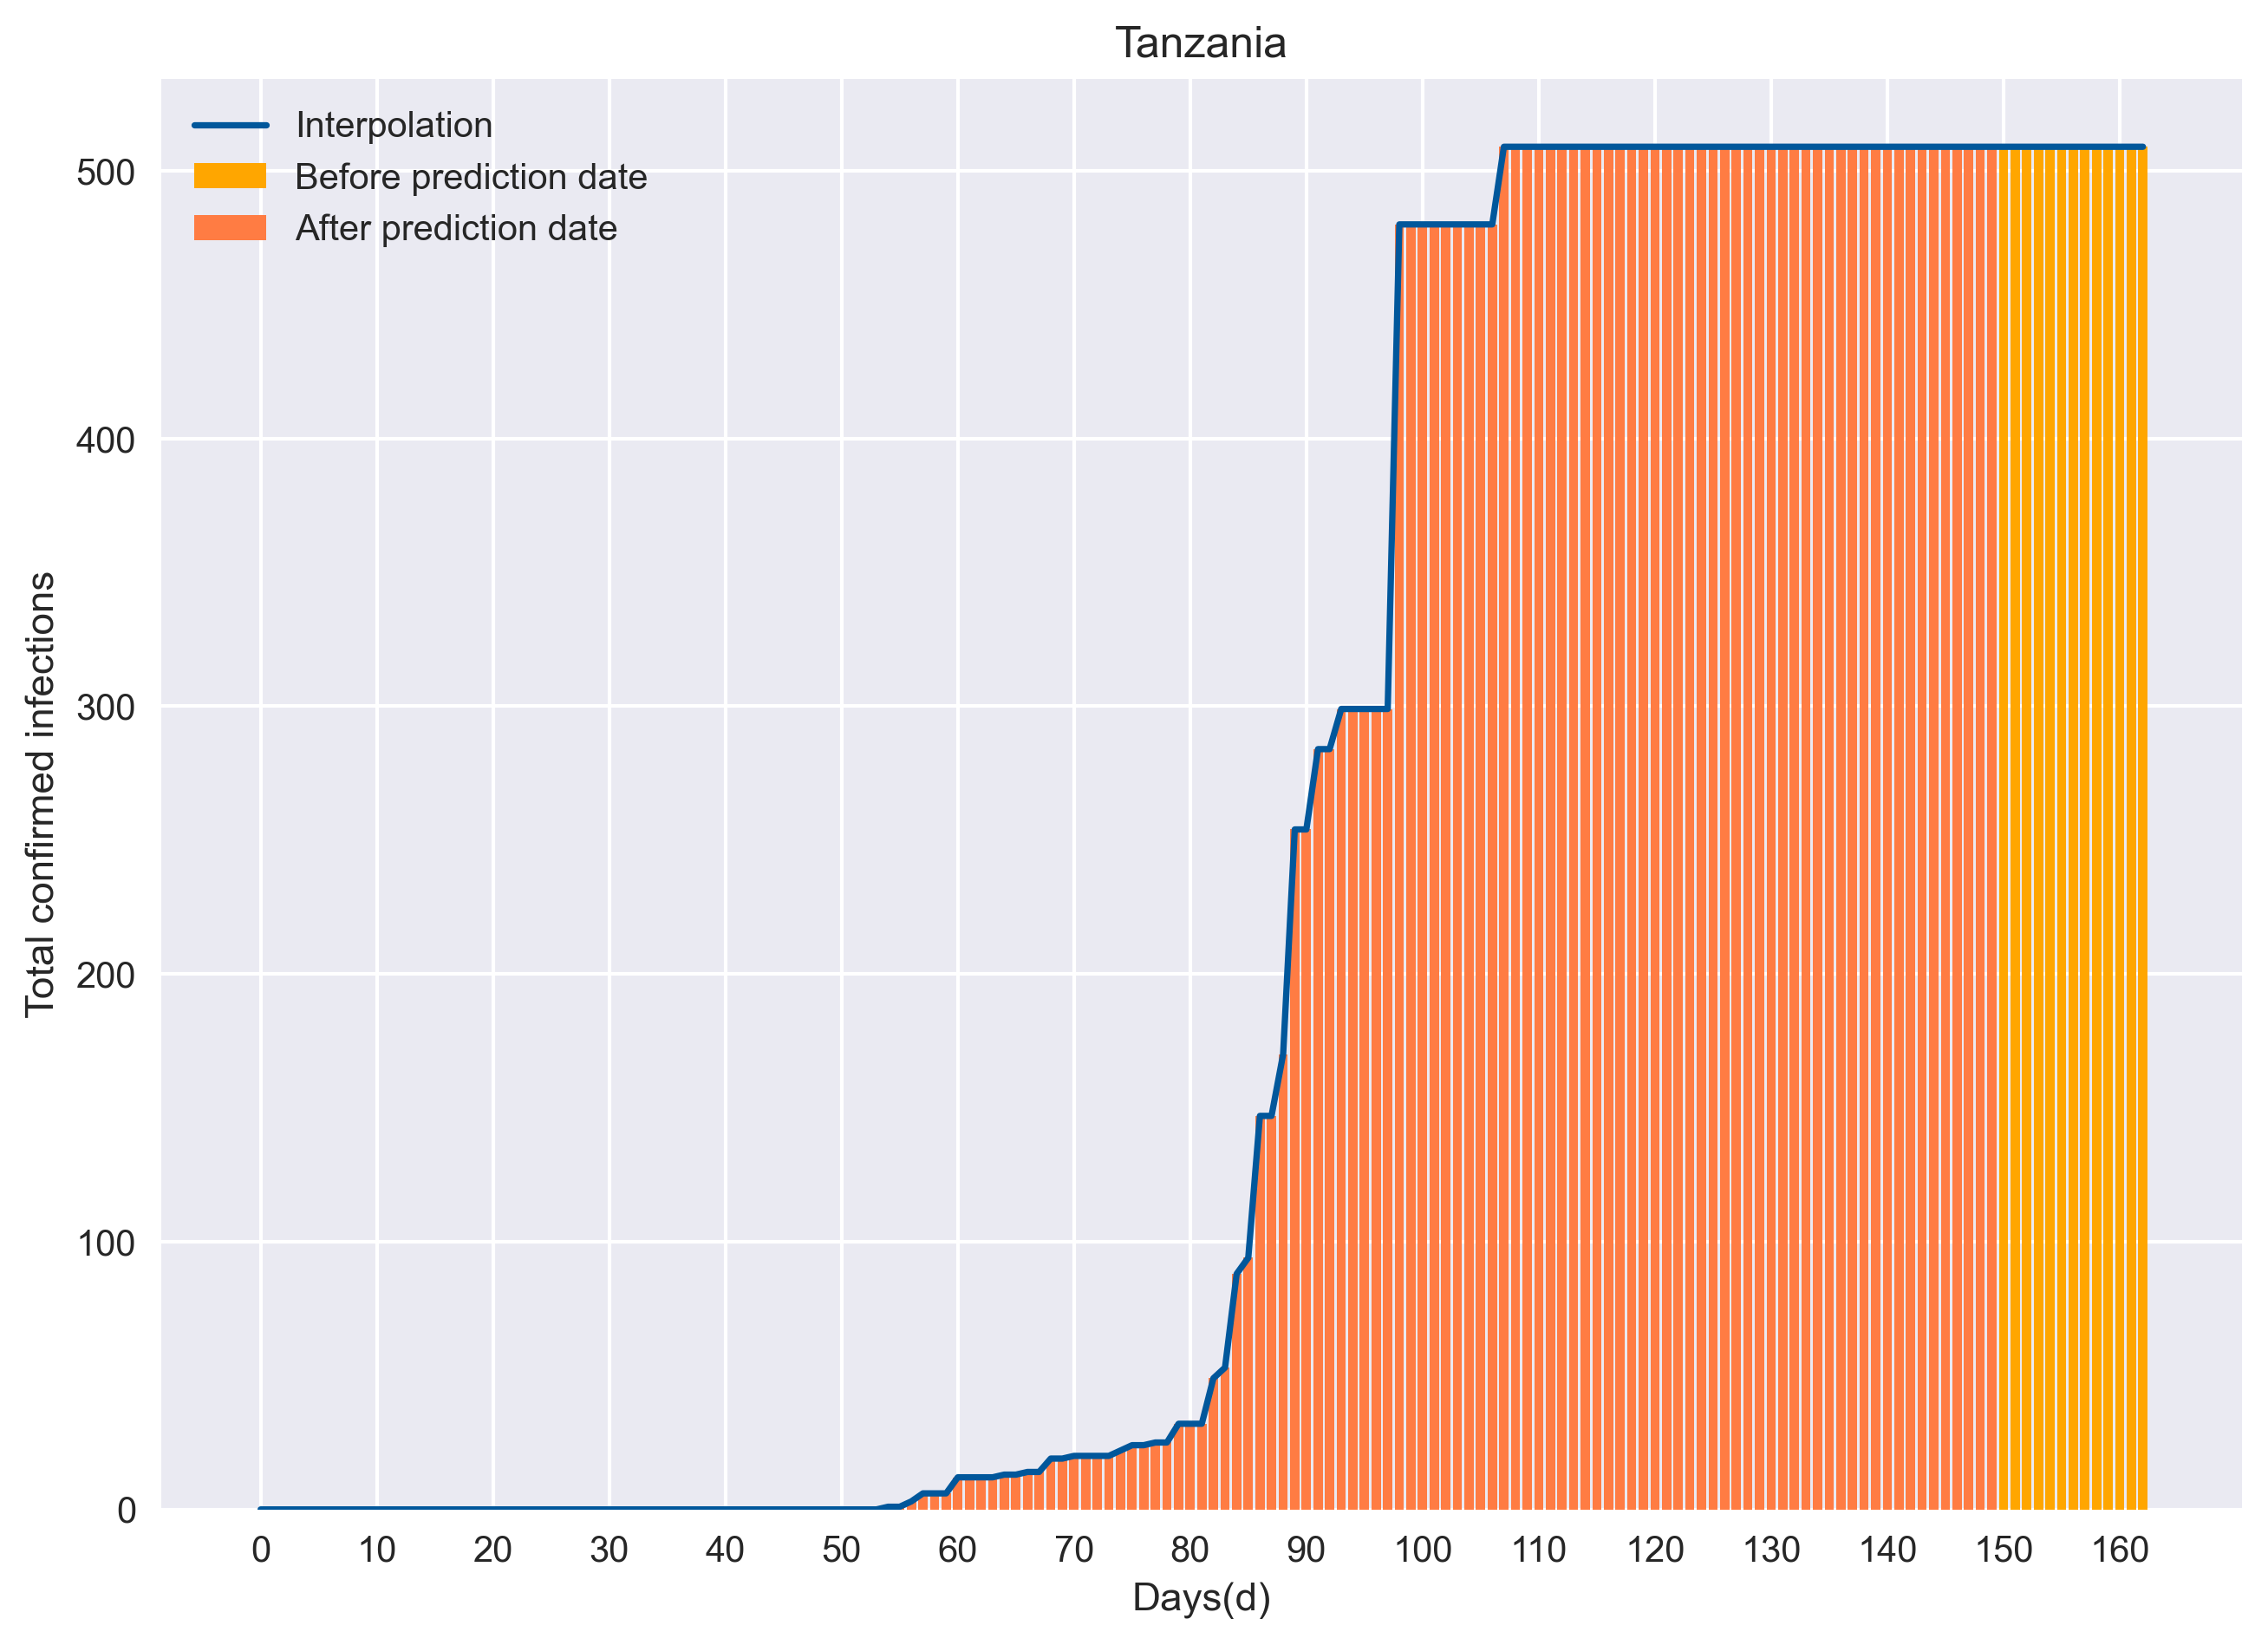 Tanzania
Interpolation
Before prediction date
After prediction date
Total confirmed infections
500
400
300
200
100
0
0 10 20 30 40 50 60 70 80 90 100 110 120 130 140 150 160
Days(d)